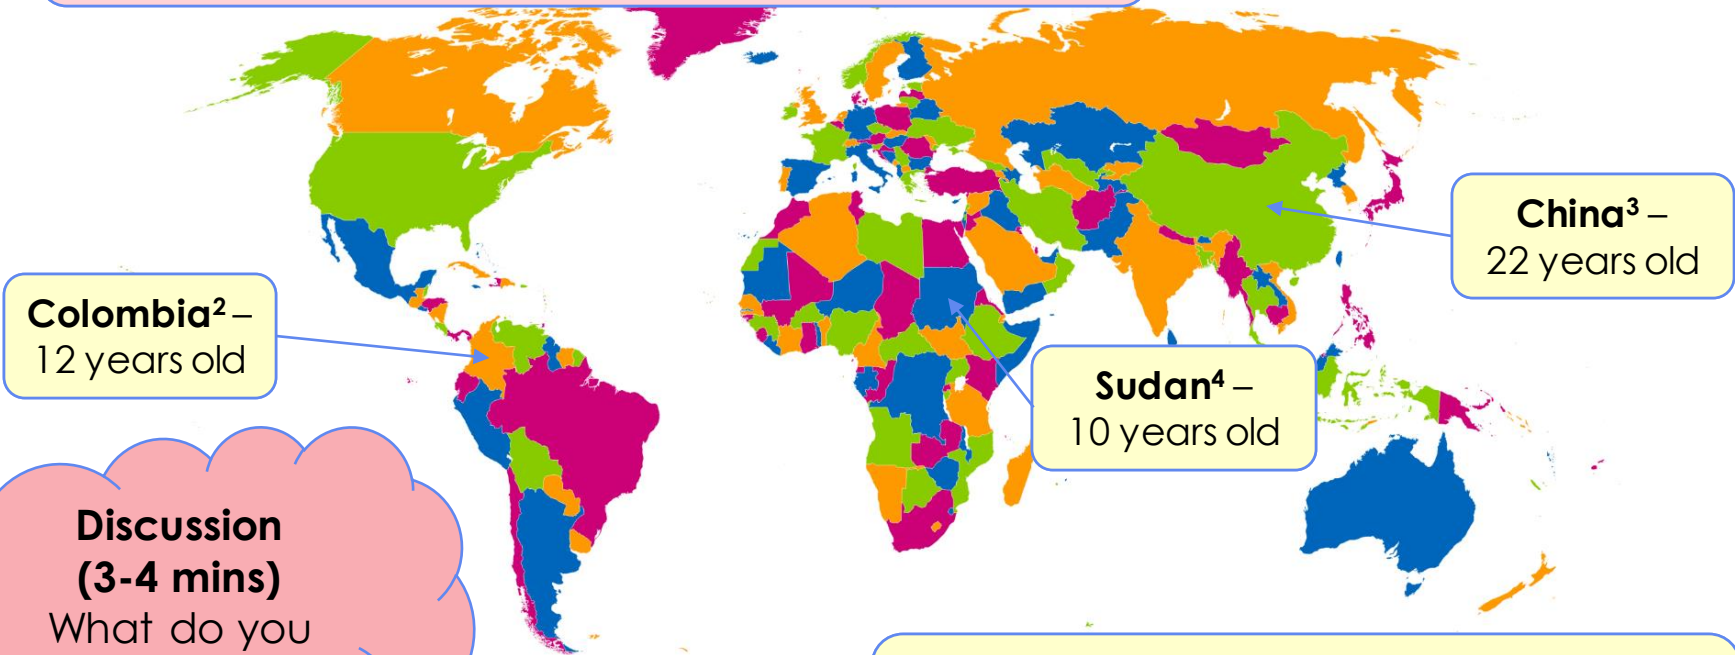 China³ –
22 years old
Colombia² –
12 years old
Sudan⁴ –
10 years old
Discussion
(3-4 mins)
What do you